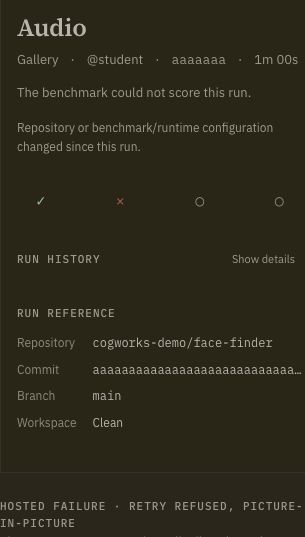 Audio
Gallery · @student · aaaaaaa · 1m 00s
The benchmark could not score this run.
Repository or benchmark/runtime configuration
changed since this run.
✓ × ○ ○
RUN HISTORY Show details
RUN REFERENCE
Repository cogworks-demo/face-finder
Commit aaaaaaaaaaaaaaaaaaaaaaaaaaaa…
Branch main
Workspace Clean
HOSTED FAILURE · RETRY REFUSED, PICTURE-
IN-PICTURE